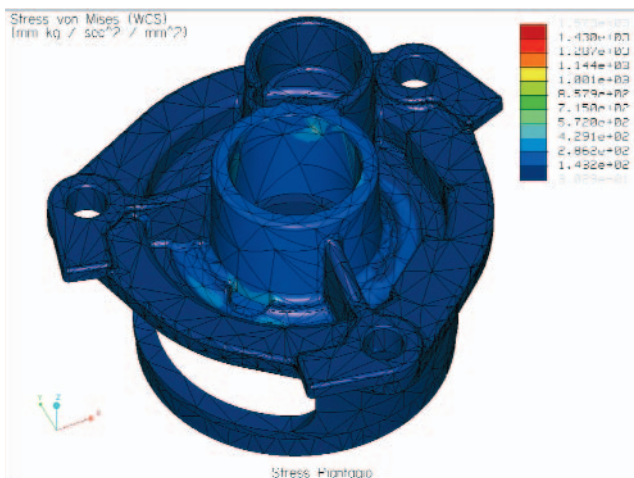 Stress von Mises (WCS)
(mm kg / sec^2 / mm^2)
1.430e+03
1.287e+03
1.144e+03
1.001e+03
8.579e+02
7.150e+02
5.720e+02
4.291e+02
2.862e+02
1.432e+02
Y
Z
X
Stress Piantaggio